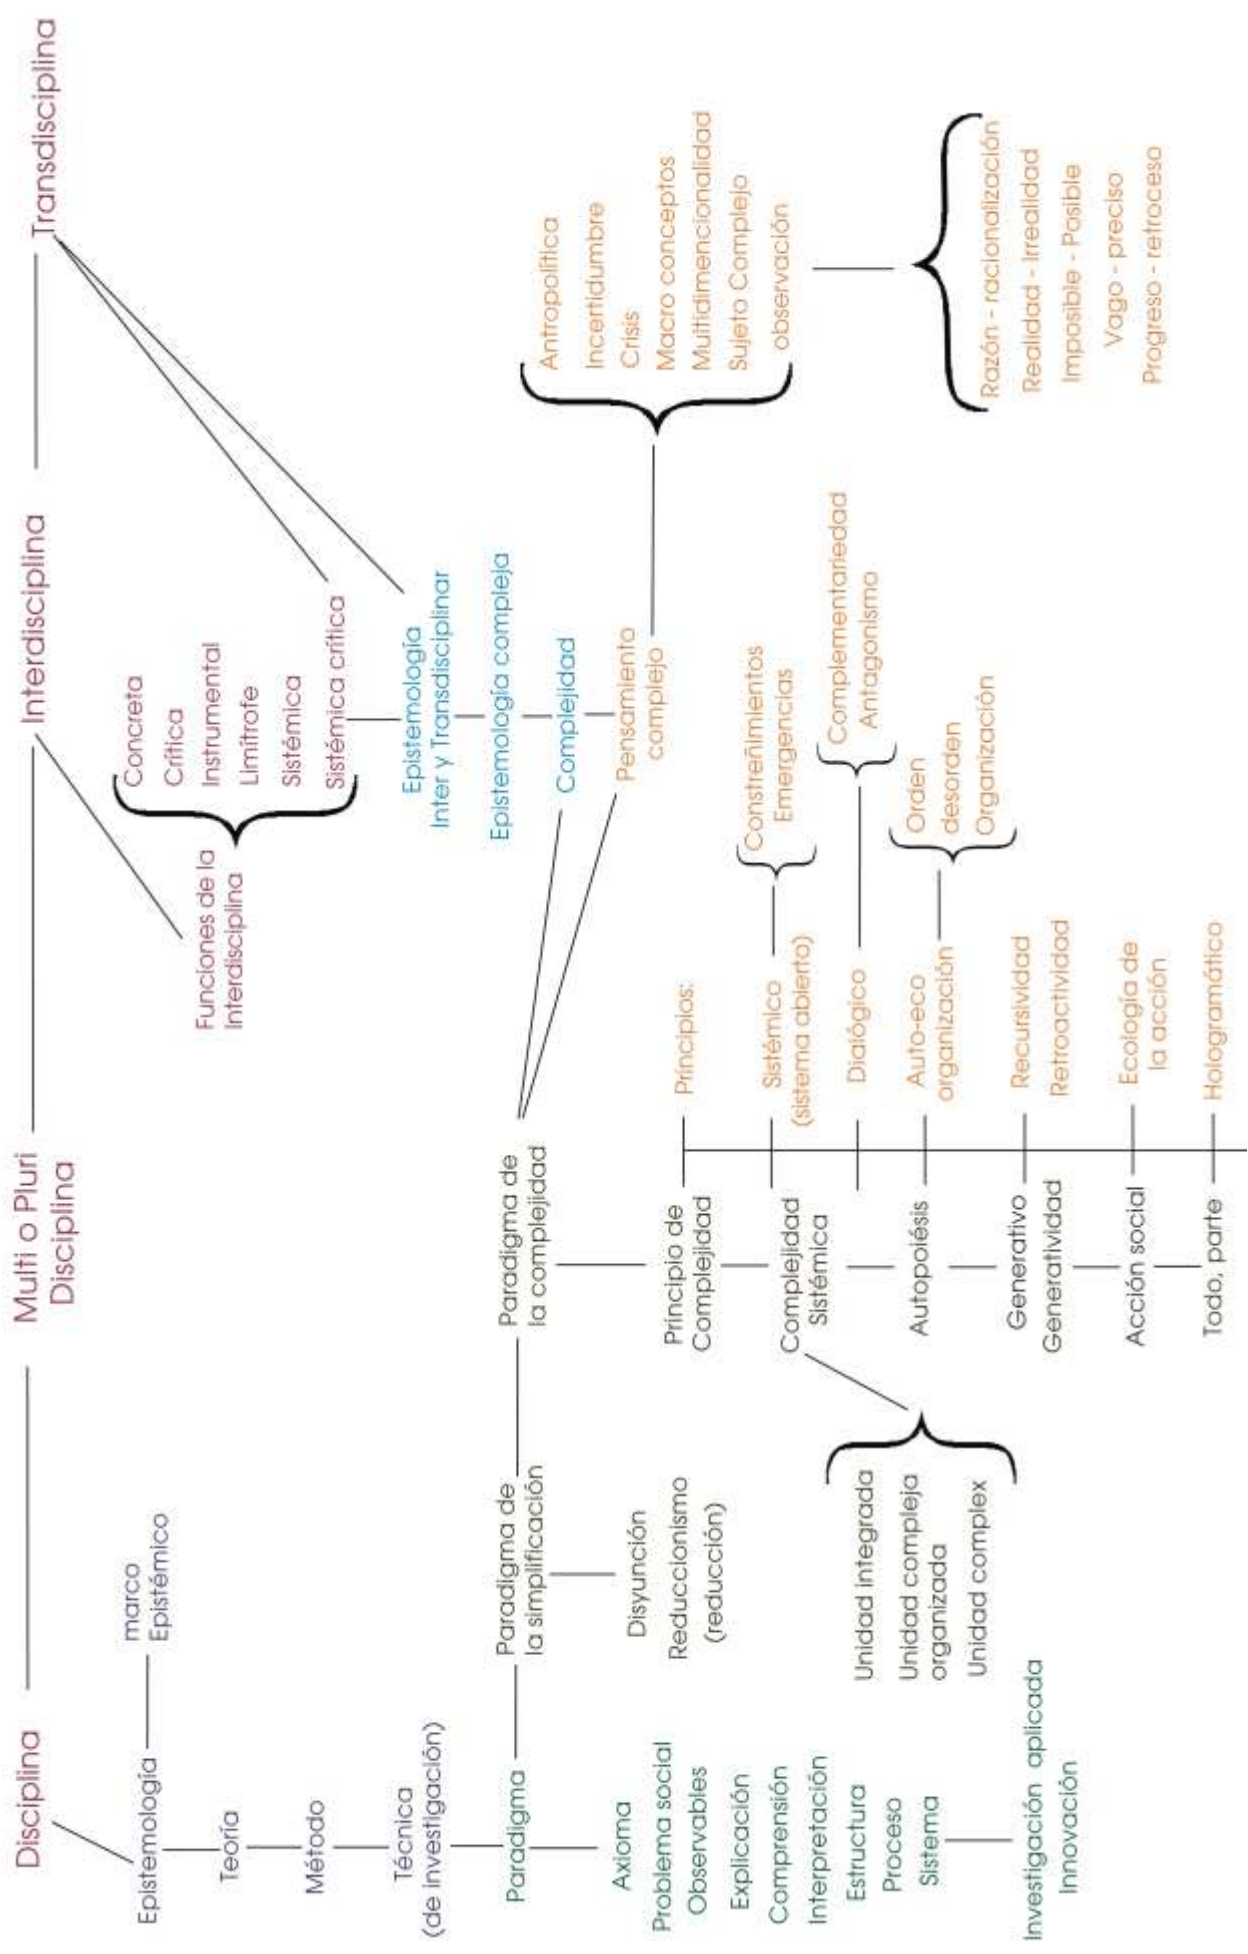 Disciplina
Multi o Pluri
Disciplina
Interdisciplina
Transdisciplina
Epistemología
marco
Epistémico
Teoría
Método
Técnica
(de investigación)
Paradigma
Axioma
Problema social
Observables
Explicación
Comprensión
Interpretación
Estructura
Proceso
Sistema
Investigación aplicada
Innovación
Paradigma de
la simplificación
Disyunción
Reduccionismo
(reducción)
Paradigma de
la complejidad
Principio de
Complejidad
Complejidad
Sistémica
Unidad integrada
Unidad compleja
organizada
Unidad complex
Autopoiésis
Generativo
Generatividad
Acción social
Todo, parte
Principios:
Sistémico
(sistema abierto)
Constreñimientos
Emergencias
Dialógico
Complementariedad
Antagonismo
Auto-eco
organización
Orden
desorden
Organización
Recursividad
Retroactividad
Ecología de
la acción
Hologramático
Funciones de la
Interdisciplina
Concreta
Crítica
Instrumental
Limítrofe
Sistémica
Sistémica crítica
Epistemología
Inter y Transdisciplinar
Epistemología compleja
Complejidad
Pensamiento
complejo
Antropolítica
Incertidumbre
Crisis
Macro conceptos
Multidimencionalidad
Sujeto Complejo
observación
Razón - racionalización
Realidad - Irrealidad
Imposible - Posible
Vago - preciso
Progreso - retroceso